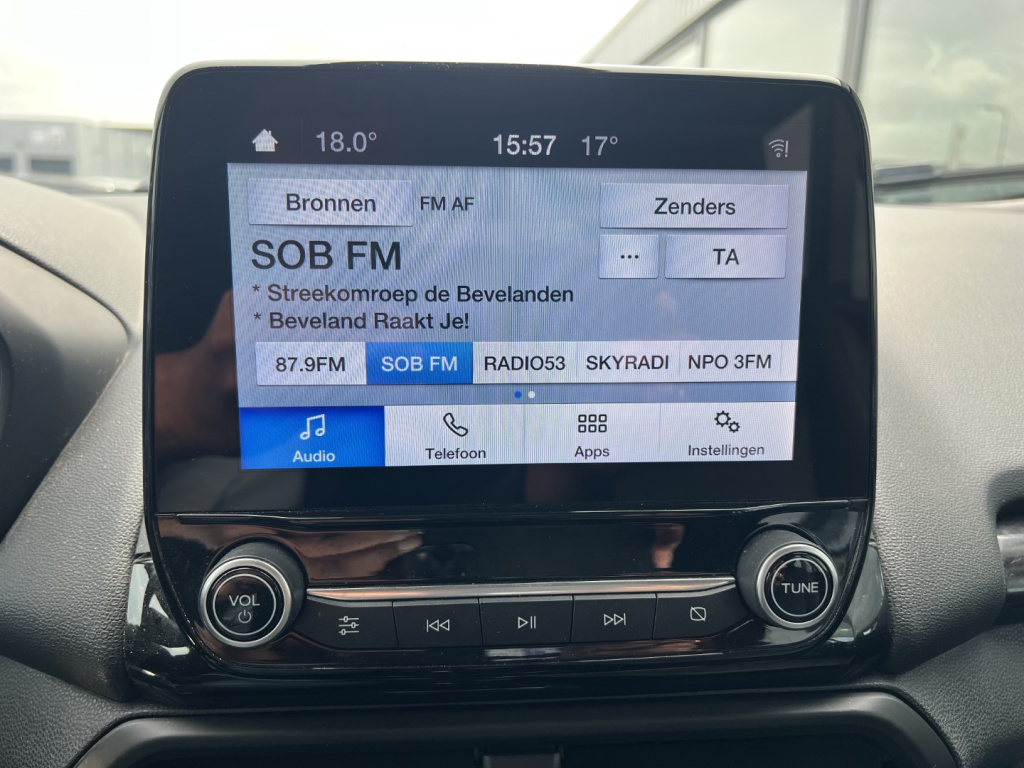 18.0° 15:57 17°
Bronnen FM AF Zenders
SOB FM ... TA
* Streekomroep de Bevelanden
* Beveland Raakt Je!
87.9FM SOB FM RADIO53 SKYRADI NPO 3FM
Audio Telefoon Apps Instellingen
VOL TUNE